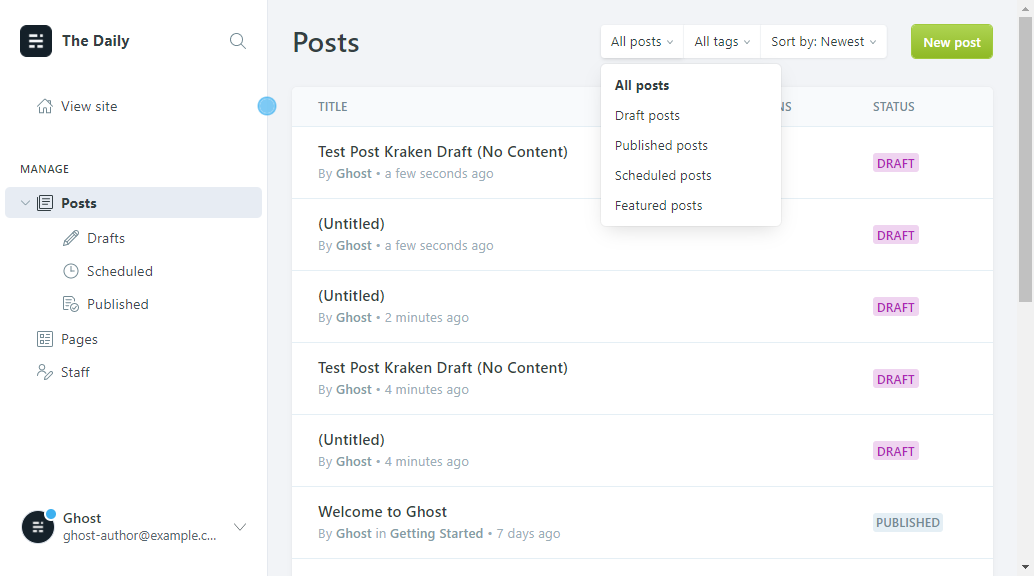 The Daily
View site
MANAGE
Posts
Drafts
Scheduled
Published
Pages
Staff
Ghost
ghost-author@example.c...
Posts
All posts
All tags
Sort by: Newest
New post
All posts
Draft posts
Published posts
Scheduled posts
Featured posts
TITLE
STATUS
Test Post Kraken Draft (No Content)
By Ghost • a few seconds ago
DRAFT
(Untitled)
By Ghost • a few seconds ago
DRAFT
(Untitled)
By Ghost • 2 minutes ago
DRAFT
Test Post Kraken Draft (No Content)
By Ghost • 4 minutes ago
DRAFT
(Untitled)
By Ghost • 4 minutes ago
DRAFT
Welcome to Ghost
By Ghost in Getting Started • 7 days ago
PUBLISHED